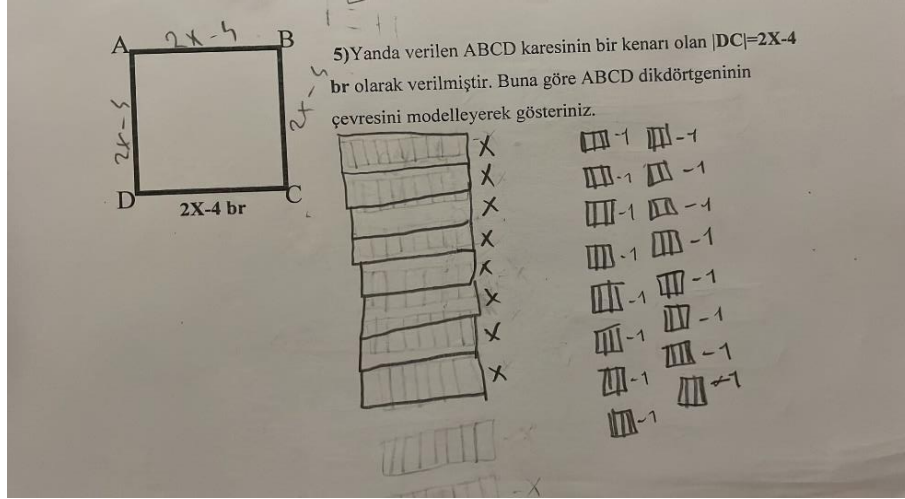 A 2X-4 B
2X-4
2X-4
D C
2X-4 br
5)Yanda verilen ABCD karesinin bir kenarı olan |DC|=2X-4
br olarak verilmiştir. Buna göre ABCD dikdörtgeninin
çevresini modelleyerek gösteriniz.
X -1 -1
X -1 -1
X -1 -1
X -1 -1
X -1 -1
X -1 -1
X -1 -1
X -1
-1
-X